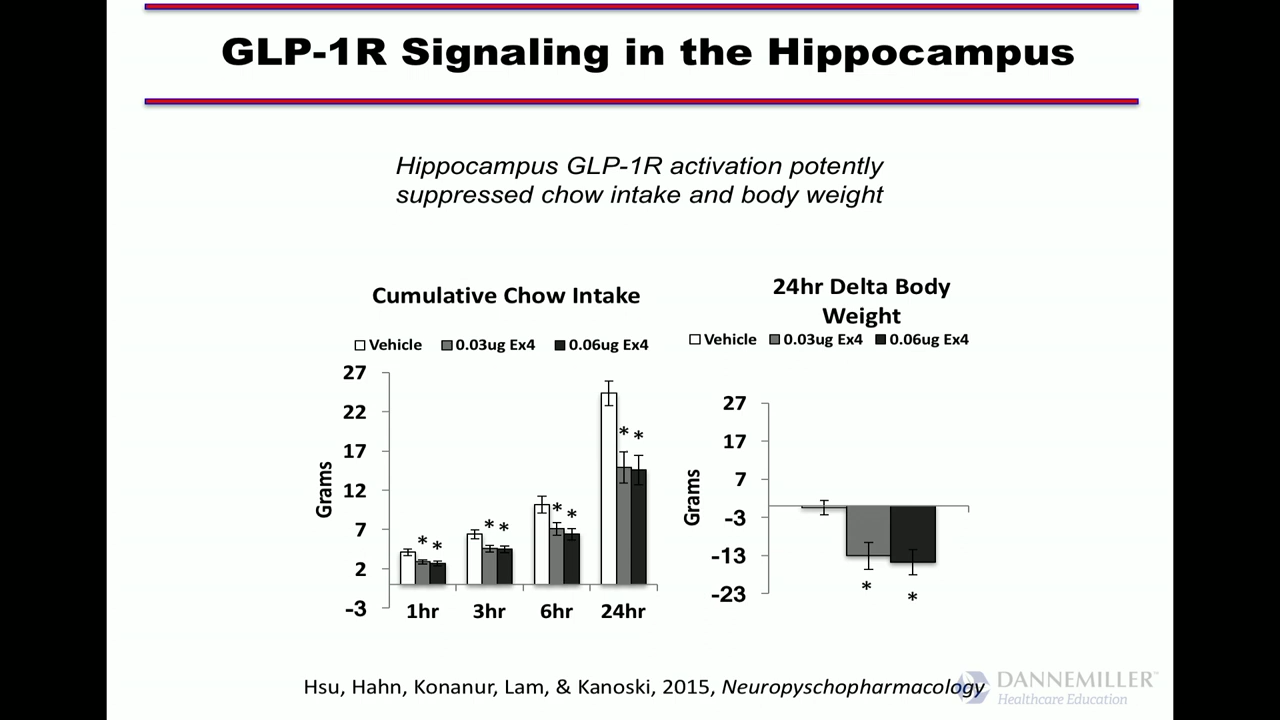 GLP-1R Signaling in the Hippocampus
Hippocampus GLP-1R activation potently
suppressed chow intake and body weight
Cumulative Chow Intake
Vehicle 0.03ug Ex4 0.06ug Ex4
Grams
27
22
17
12
7
2
-3
* *
* *
* *
* *
1hr 3hr 6hr 24hr
24hr Delta Body
Weight
Vehicle 0.03ug Ex4 0.06ug Ex4
Grams
27
17
7
-3
-13
-23
* *
Hsu, Hahn, Konanur, Lam, & Kanoski, 2015, Neuropyschopharmacology
DANNEMILLER™
Healthcare Education